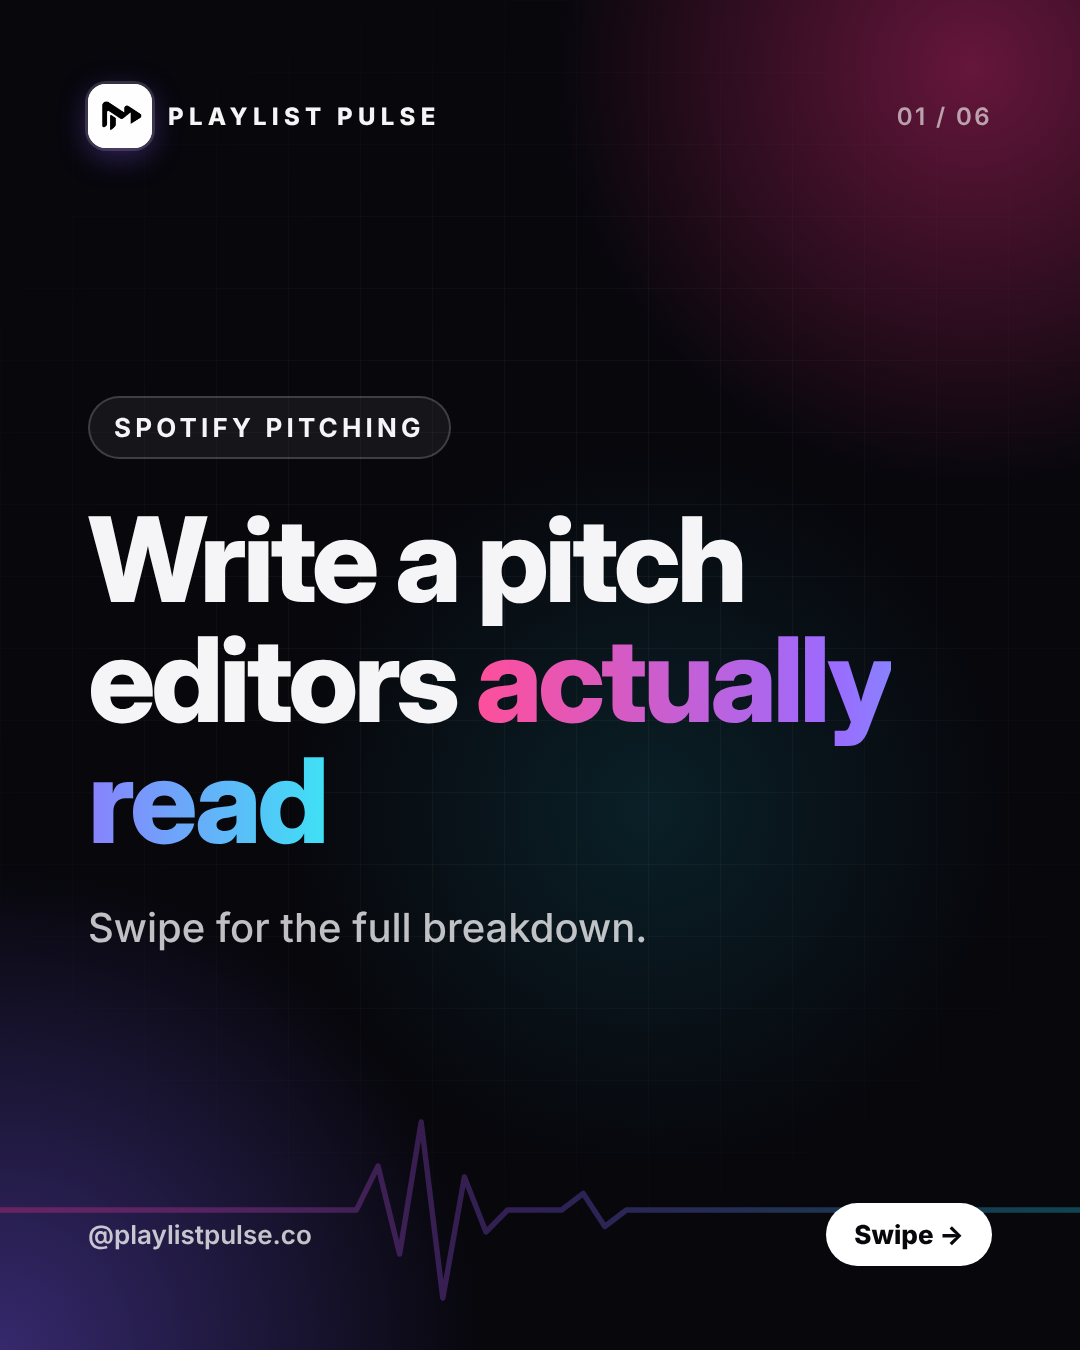 PLAYLIST PULSE
01 / 06
SPOTIFY PITCHING
Write a pitch
editors actually
read
Swipe for the full breakdown.
@playlistpulse.co
Swipe →